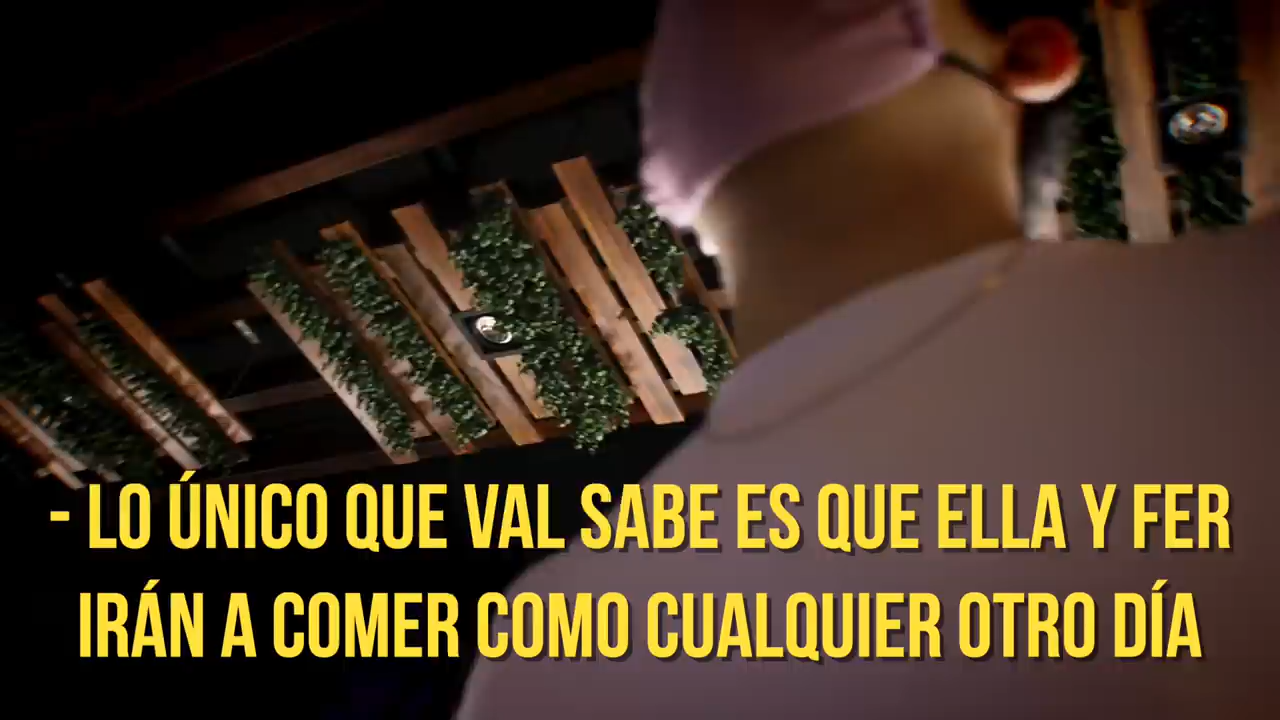 - LO ÚNICO QUE VAL SABE ES QUE ELLA Y FER
IRÁN A COMER COMO CUALQUIER OTRO DÍA